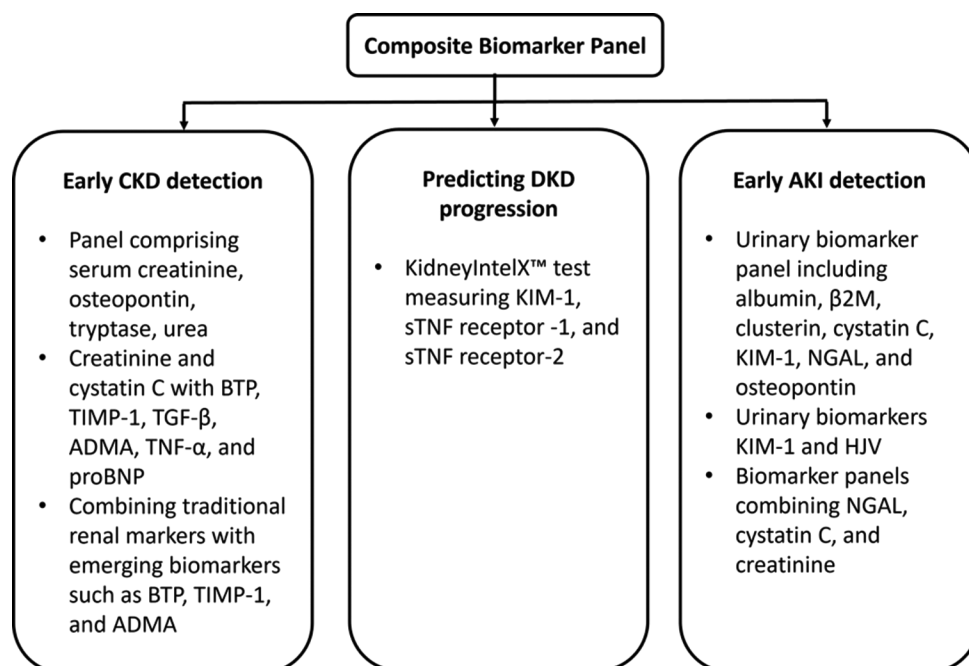 Composite Biomarker Panel
Early CKD detection
• Panel comprising
serum creatinine,
osteopontin,
tryptase, urea
• Creatinine and
cystatin C with BTP,
TIMP-1, TGF-β,
ADMA, TNF-α, and
proBNP
• Combining traditional
renal markers with
emerging biomarkers
such as BTP, TIMP-1,
and ADMA
Predicting DKD
progression
• KidneyIntelX™ test
measuring KIM-1,
sTNF receptor -1, and
sTNF receptor-2
Early AKI detection
• Urinary biomarker
panel including
albumin, β2M,
clusterin, cystatin C,
KIM-1, NGAL, and
osteopontin
• Urinary biomarkers
KIM-1 and HJV
• Biomarker panels
combining NGAL,
cystatin C, and
creatinine